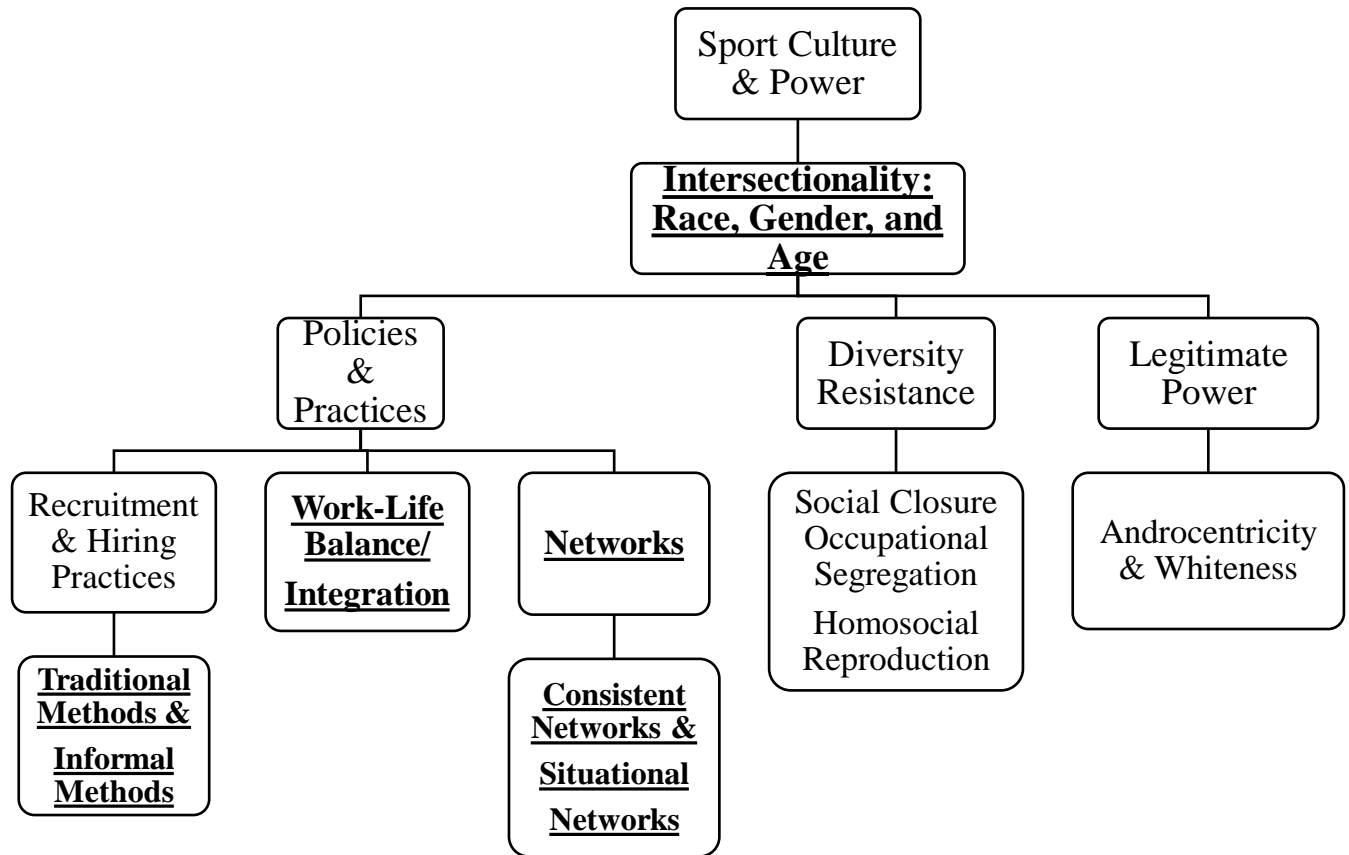 Sport Culture
& Power
Intersectionality:
Race, Gender, and
Age
Policies
&
Practices
Diversity
Resistance
Legitimate
Power
Recruitment
& Hiring
Practices
Work-Life
Balance/
Integration
Networks
Social Closure
Occupational
Segregation
Homosocial
Reproduction
Androcentricity
& Whiteness
Traditional
Methods &
Informal
Methods
Consistent
Networks &
Situational
Networks